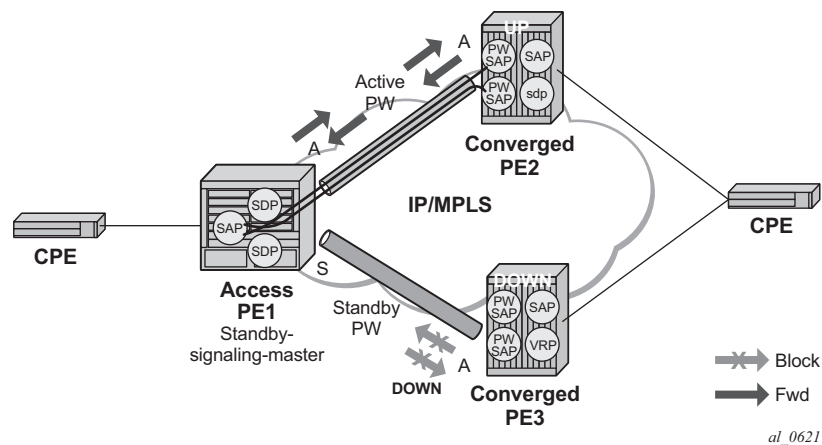 UP
A
PW
SAP
SAP
PW
SAP
sdp
Active
PW
A
Converged
PE2
SDP
SAP
SDP
IP/MPLS
CPE
CPE
S
Access
PE1
Standby-
signaling-master
Standby
PW
DOWN
PW
SAP
SAP
PW
SAP
VRP
DOWN
A
Converged
PE3
Block
Fwd
al_0621